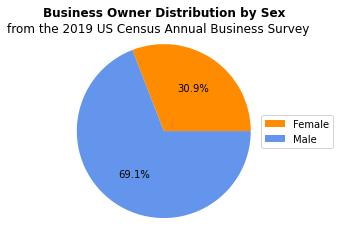 Business Owner Distribution by Sex
from the 2019 US Census Annual Business Survey
30.9%
Female
Male
69.1%